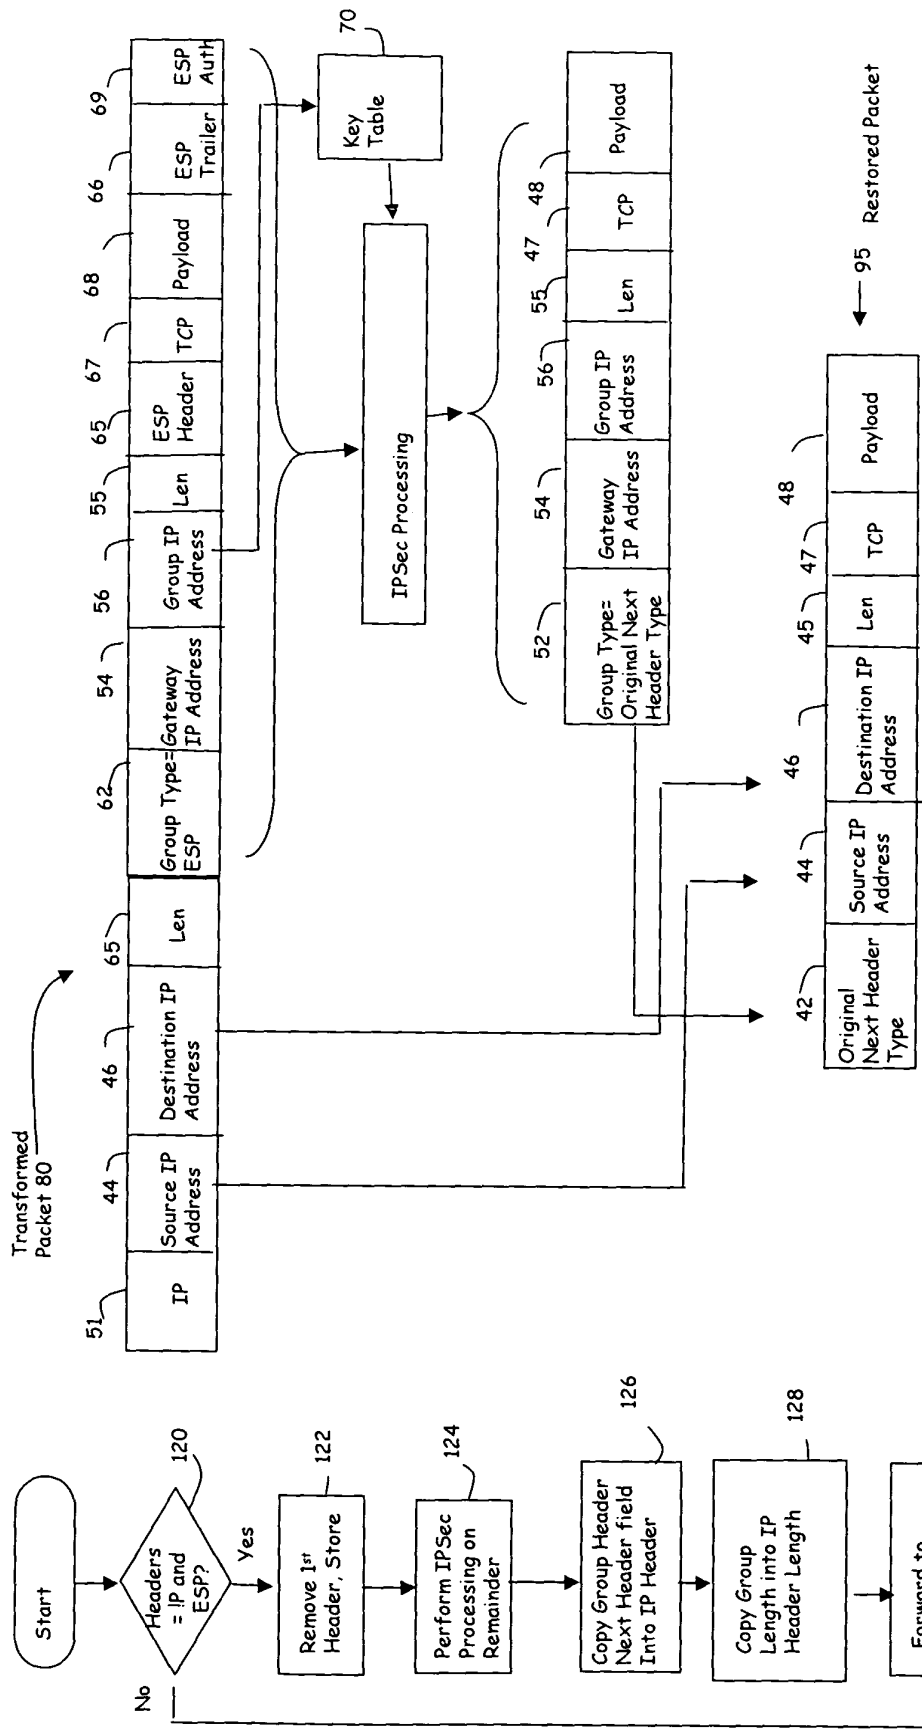 Transformed
Packet 80
51
44
46
65
62
54
56
55
65
67
68
66
69
IP
Source IP
Address
Destination IP
Address
Len
Group Type=
ESP
Gateway
IP Address
Group IP
Address
Len
ESP
Header
TCP
Payload
ESP
Trailer
ESP
Auth
70
Key
Table
IPSec Processing
52
54
56
55
47
48
Group Type=
Original Next
Header Type
Gateway
IP Address
Group IP
Address
Len
TCP
Payload
42
44
46
45
47
48
95 Restored Packet
Original
Next Header
Type
Source IP
Address
Destination IP
Address
Len
TCP
Payload
Start
Headers
= IP and
ESP?
120
No
Yes
Remove 1st
Header, Store
122
Perform IPSec
Processing on
Remainder
124
Copy Group Header
Next Header field
Into IP Header
126
Copy Group
Length into IP
Header Length
128
Forward to